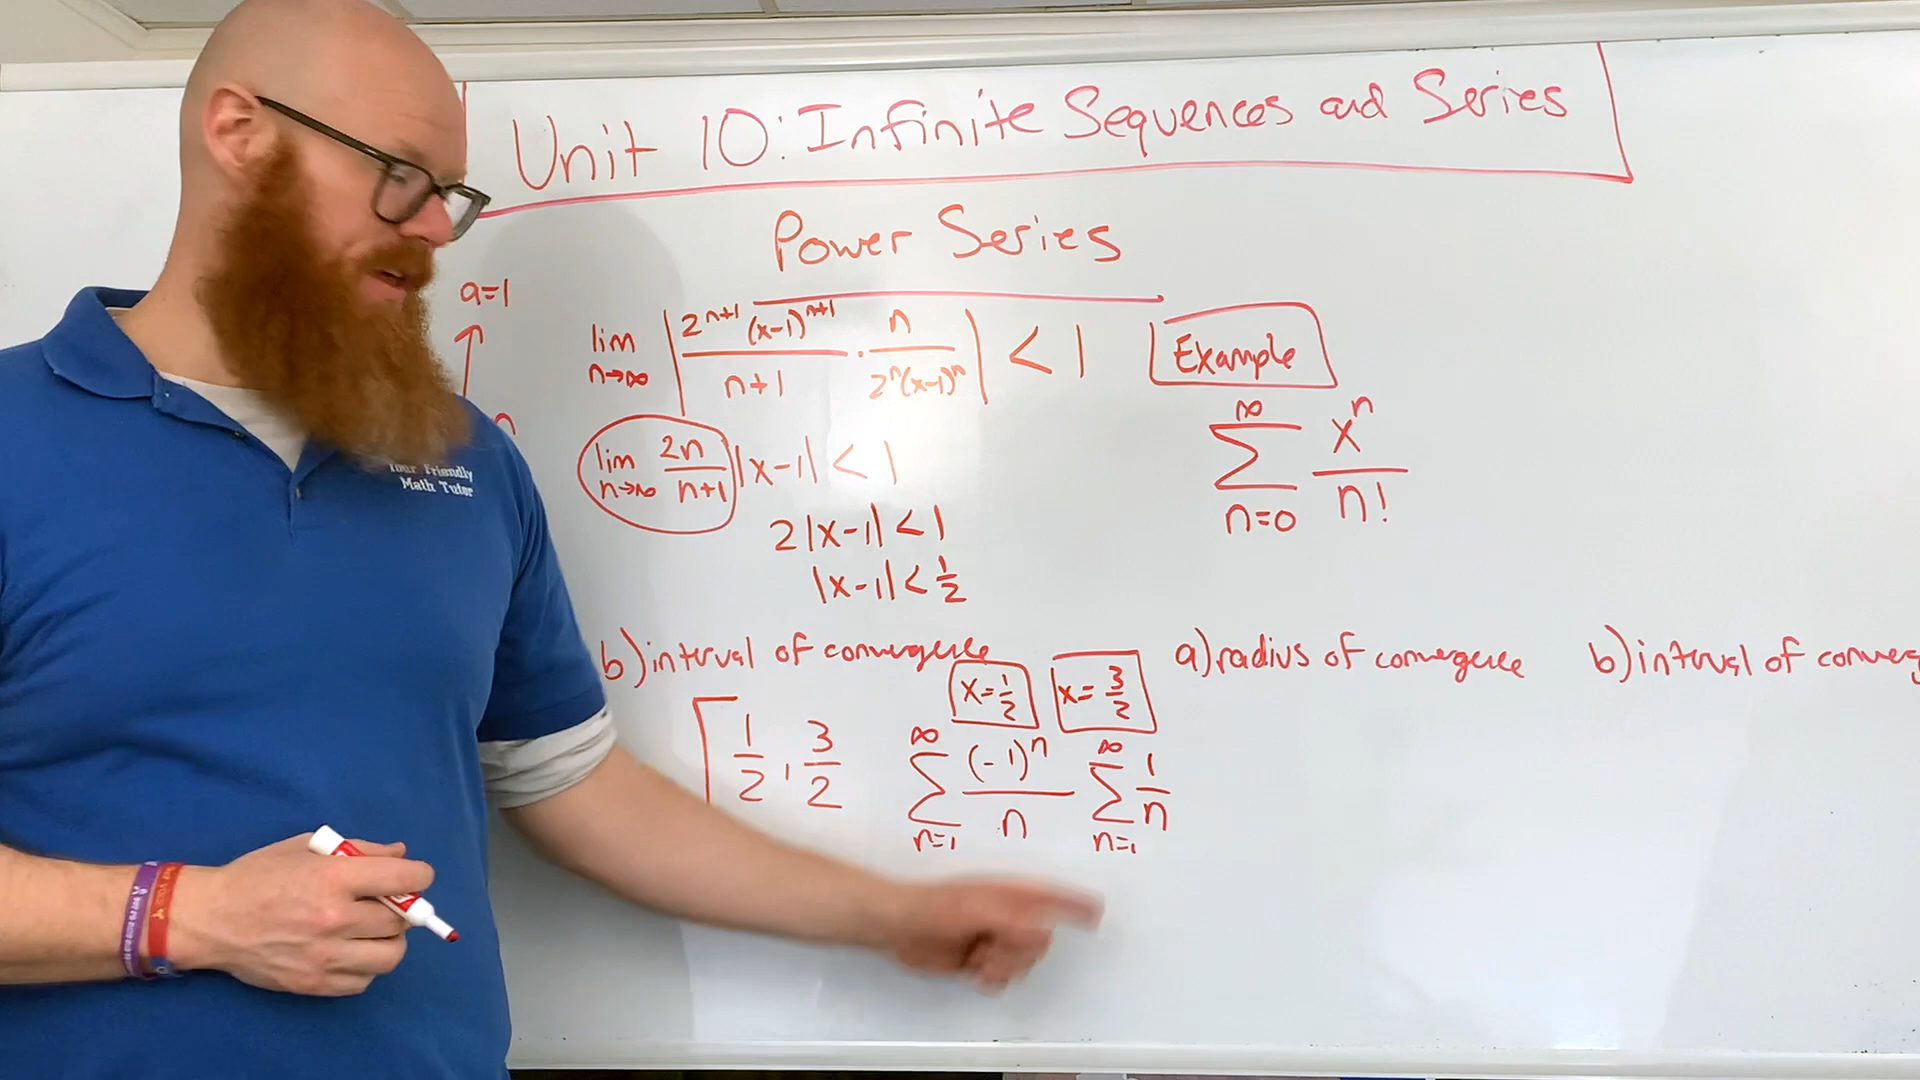 Unit 10: Infinite Sequences and Series
Power Series
a=1
n
lim n→∞ | 2^(n+1) (x-1)^(n+1) / n+1 · n / 2^n (x-1)^n | < 1
lim n→∞ 2n / n+1 |x-1| < 1
2|x-1| < 1
|x-1| < 1/2
b) interval of convergence
x = 1/2
x = 3/2
[ 1/2 , 3/2
∞ Σ n=1 (-1)^n / n
∞ Σ n=1 1/n
Example
∞ Σ n=0 x^n / n!
a) radius of convergence
b) interval of converg
Your Friendly
Math Tutor